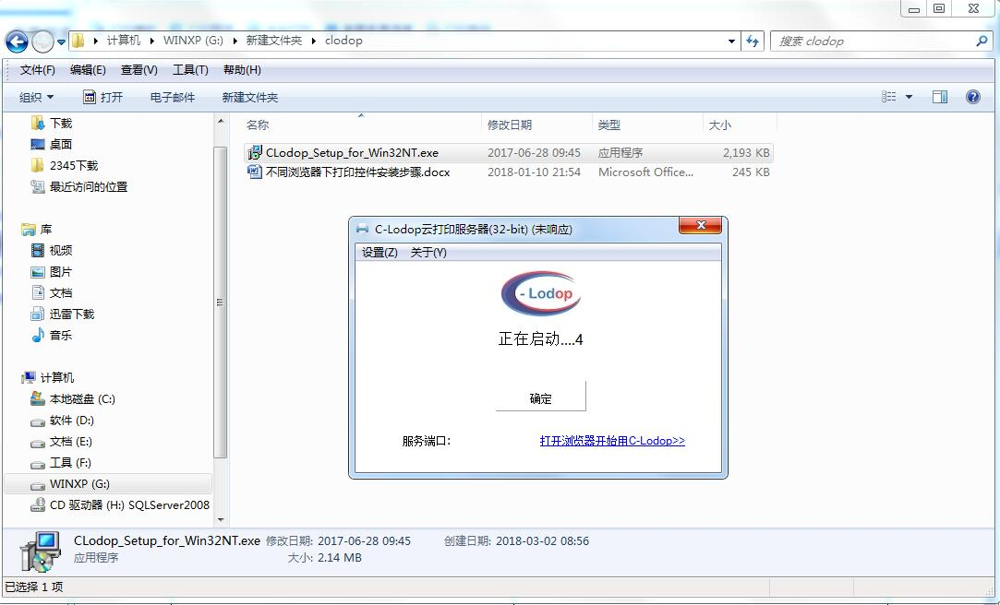 计算机 WINXP (G:) 新建文件夹 clodop 搜索 clodop
文件(F) 编辑(E) 查看(V) 工具(T) 帮助(H)
组织 打开 电子邮件 新建文件夹
名称 修改日期 类型 大小
CLodop_Setup_for_Win32NT.exe 2017-06-28 09:45 应用程序 2,193 KB
不同浏览器下打印控件安装步骤.docx 2018-01-10 21:54 Microsoft Office... 245 KB
下载
桌面
2345下载
最近访问的位置
库
视频
图片
文档
迅雷下载
音乐
计算机
本地磁盘 (C:)
软件 (D:)
文档 (E:)
工具 (F:)
WINXP (G:)
CD 驱动器 (H:) SQLServer2008
C-Lodop云打印服务器(32-bit) (未响应)
设置(Z) 关于(Y)
- Lodop
正在启动....4
确定
服务端口: 打开浏览器开始用C-Lodop>>
CLodop_Setup_for_Win32NT.exe 修改日期: 2017-06-28 09:45 创建日期: 2018-03-02 08:56
应用程序 大小: 2.14 MB
已选择 1 项